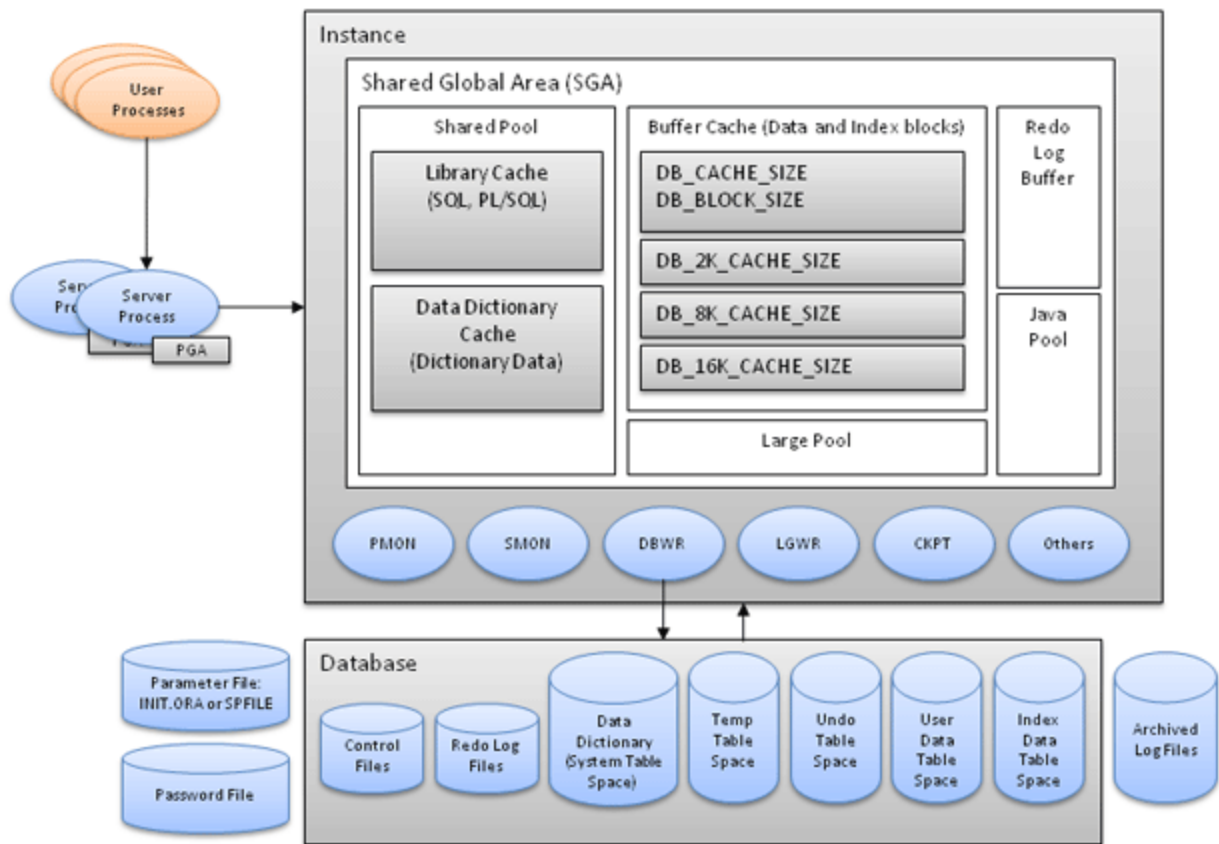 Instance
Shared Global Area (SGA)
User
Processes
Shared Pool
Library Cache
(SQL, PL/SQL)
Data Dictionary
Cache
(Dictionary Data)
Buffer Cache (Data and Index blocks)
DB_CACHE_SIZE
DB_BLOCK_SIZE
DB_2K_CACHE_SIZE
DB_8K_CACHE_SIZE
DB_16K_CACHE_SIZE
Large Pool
Redo
Log
Buffer
Java
Pool
Server
Process
PGA
PMON
SMON
DBWR
LGWR
CKPT
Others
Database
Parameter File:
INIT.ORA or SPFILE
Password File
Control
Files
Redo Log
Files
Data
Dictionary
(System Table
Space)
Temp
Table
Space
Undo
Table
Space
User
Data
Table
Space
Index
Data
Table
Space
Archived
Log Files